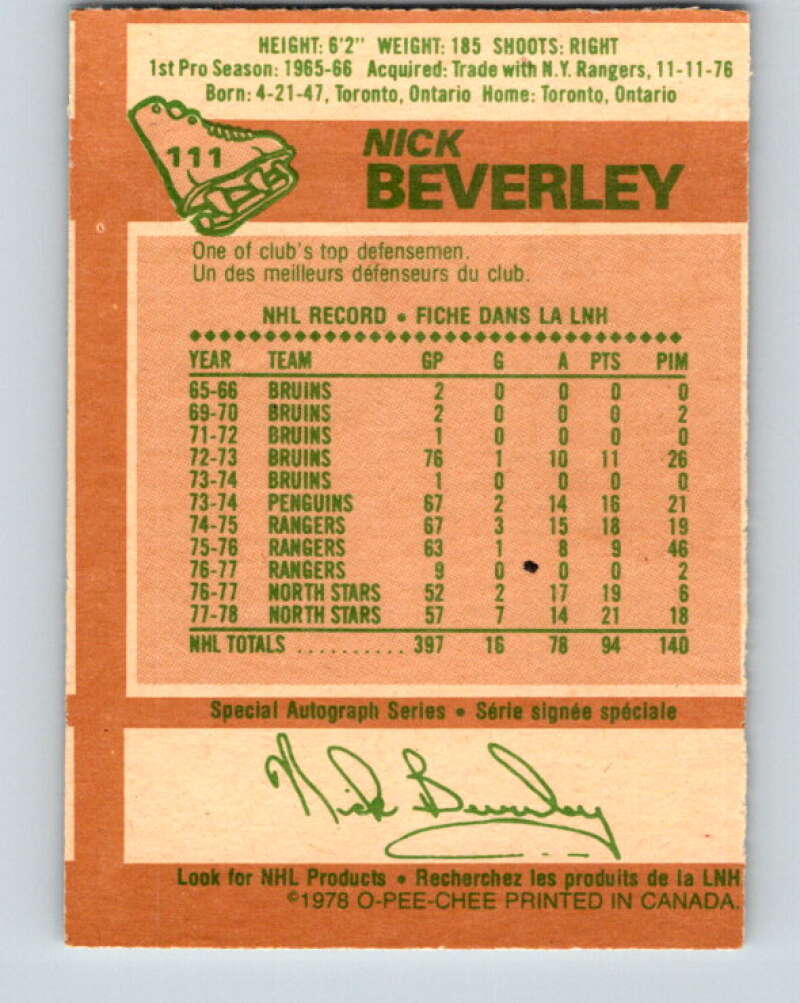 HEIGHT: 6'2" WEIGHT: 185 SHOOTS: RIGHT
1st Pro Season: 1965-66 Acquired: Trade with N.Y. Rangers, 11-11-76
Born: 4-21-47, Toronto, Ontario Home: Toronto, Ontario
111
NICK
BEVERLEY
One of club's top defensemen.
Un des meilleurs défenseurs du club.
NHL RECORD • FICHE DANS LA LNH
YEAR TEAM GP G A PTS PIM
65-66 BRUINS 2 0 0 0 0
69-70 BRUINS 2 0 0 0 2
71-72 BRUINS 1 0 0 0 0
72-73 BRUINS 76 1 10 11 26
73-74 BRUINS 1 0 0 0 0
73-74 PENGUINS 67 2 14 16 21
74-75 RANGERS 67 3 15 18 19
75-76 RANGERS 63 1 8 9 46
76-77 RANGERS 9 0 0 0 2
76-77 NORTH STARS 52 2 17 19 6
77-78 NORTH STARS 57 7 14 21 18
NHL TOTALS .......... 397 16 78 94 140
Special Autograph Series • Série signée spéciale
Nick Beverley
Look for NHL Products • Recherchez les produits de la LNH
©1978 O-PEE-CHEE PRINTED IN CANADA.